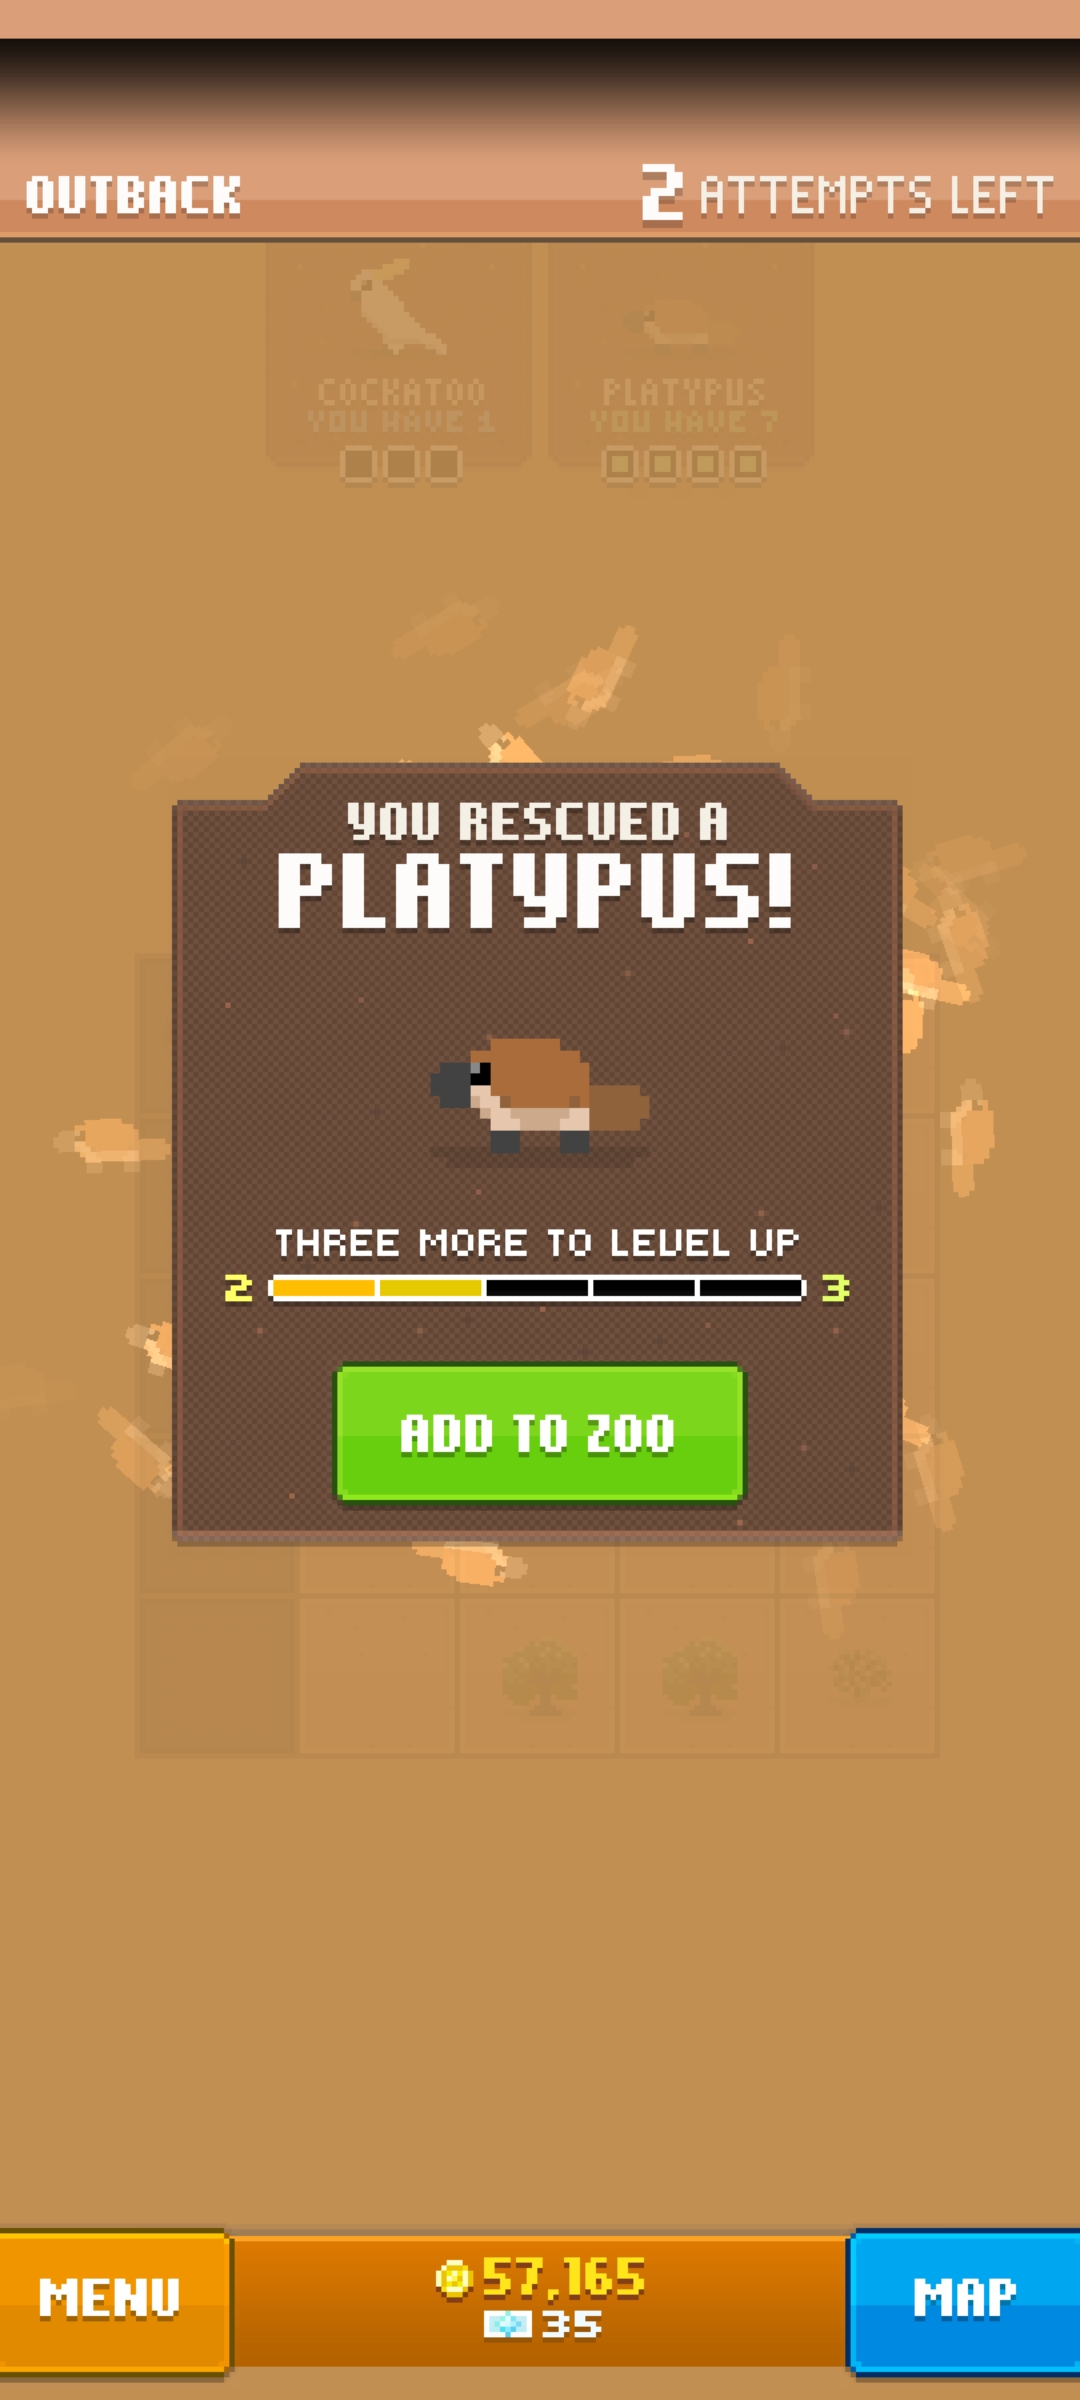 OUTBACK
2 ATTEMPTS LEFT
COCKATOO
YOU HAVE 1
PLATYPUS
YOU HAVE 7
YOU RESCUED A
PLATYPUS!
THREE MORE TO LEVEL UP
2 3
ADD TO ZOO
MENU
57,165
35
MAP